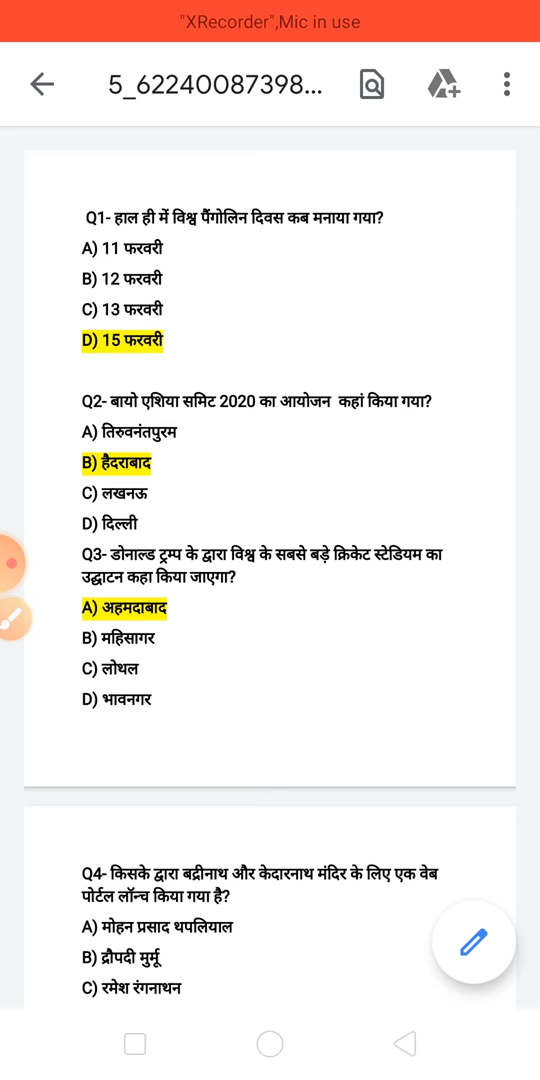 "XRecorder",Mic in use
5_62240087398...
Q1- हाल ही में विश्व पैंगोलिन दिवस कब मनाया गया?
A) 11 फरवरी
B) 12 फरवरी
C) 13 फरवरी
D) 15 फरवरी
Q2- बायो एशिया समिट 2020 का आयोजन कहां किया गया?
A) तिरुवनंतपुरम
B) हैदराबाद
C) लखनऊ
D) दिल्ली
Q3- डोनाल्ड ट्रम्प के द्वारा विश्व के सबसे बड़े क्रिकेट स्टेडियम का
उद्घाटन कहा किया जाएगा?
A) अहमदाबाद
B) महिसागर
C) लोथल
D) भावनगर
Q4- किसके द्वारा बद्रीनाथ और केदारनाथ मंदिर के लिए एक वेब
पोर्टल लॉन्च किया गया है?
A) मोहन प्रसाद थपलियाल
B) द्रौपदी मुर्मू
C) रमेश रंगनाथन